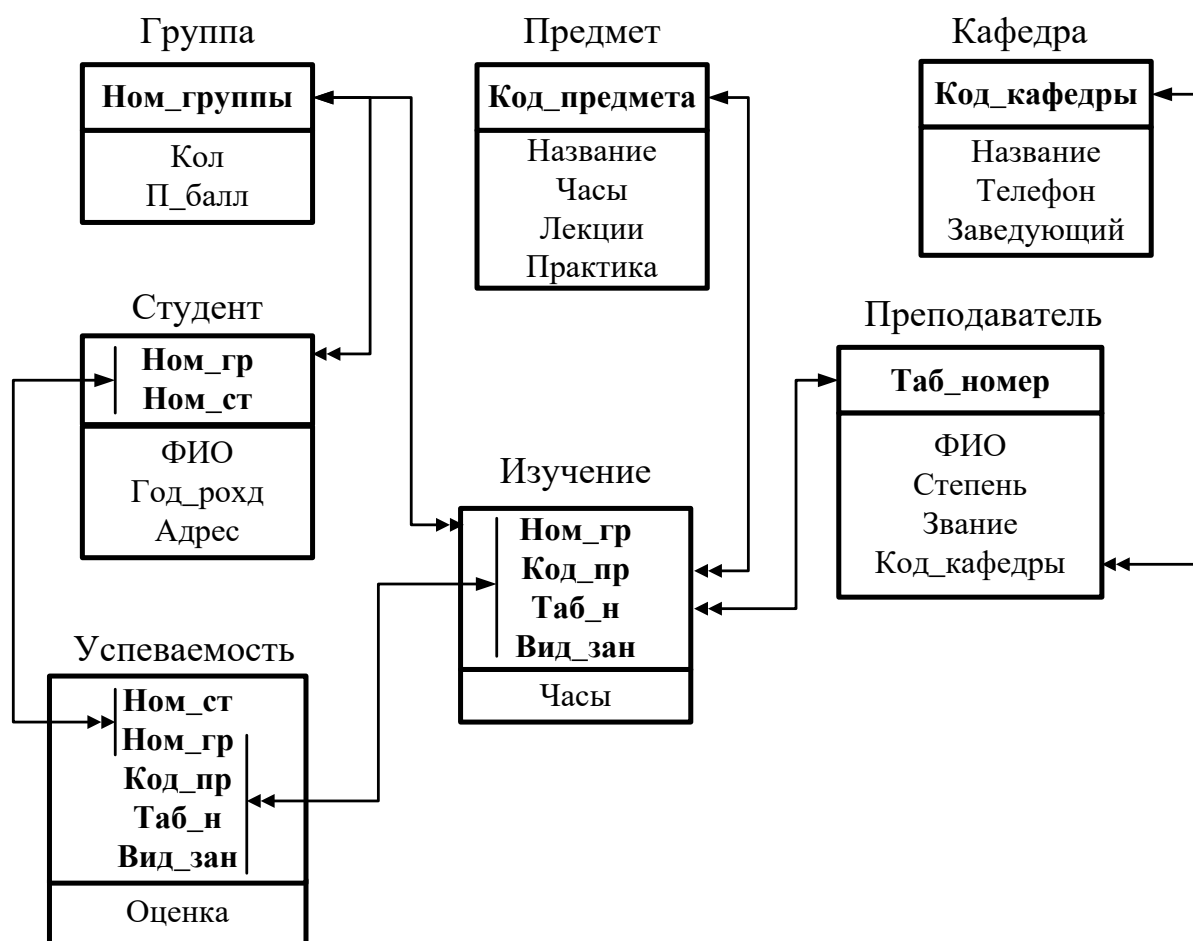 Группа
Ном_группы
Кол
П_балл
Предмет
Код_предмета
Название
Часы
Лекции
Практика
Кафедра
Код_кафедры
Название
Телефон
Заведующий
Студент
Ном_гр
Ном_ст
ФИО
Год_рохд
Адрес
Преподаватель
Таб_номер
ФИО
Степень
Звание
Код_кафедры
Изучение
Ном_гр
Код_пр
Таб_н
Вид_зан
Часы
Успеваемость
Ном_ст
Ном_гр
Код_пр
Таб_н
Вид_зан
Оценка